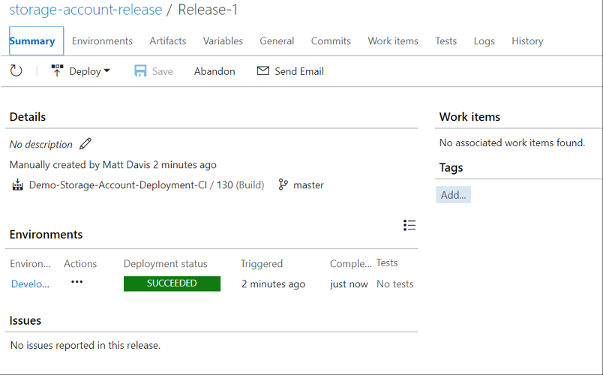 storage-account-release / Release-1
Summary Environments Artifacts Variables General Commits Work items Tests Logs History
Deploy Save Abandon Send Email
Details
No description
Manually created by Matt Davis 2 minutes ago
Demo-Storage-Account-Deployment-CI / 130 (Build) master
Work items
No associated work items found.
Tags
Add...
Environments
Environ... Actions Deployment status Triggered Comple... Tests
Develo... ••• SUCCEEDED 2 minutes ago just now No tests
Issues
No issues reported in this release.